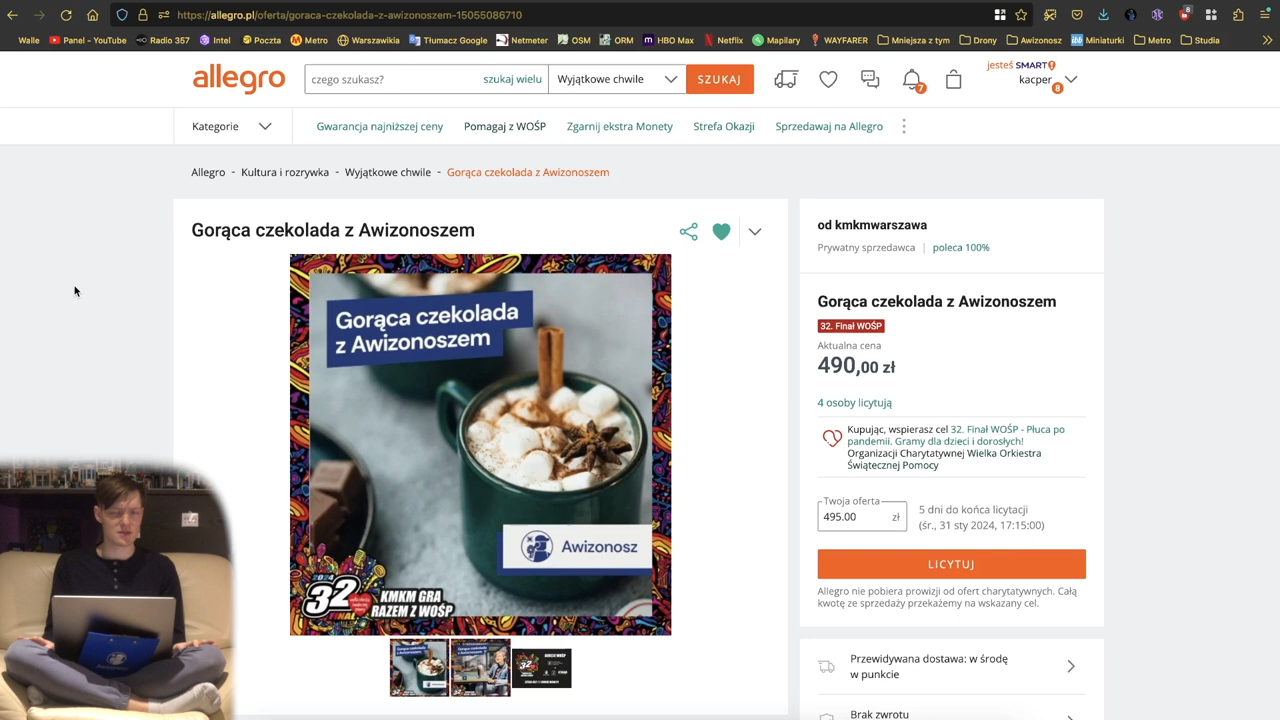 https://allegro.pl/oferta/goraca-czekolada-z-awizonoszem-15055086710
8
Walle
Panel - YouTube
Radio 357
Intel
Poczta
Metro
Warszawikia
Tłumacz Google
Netmeter
OSM
ORM
HBO Max
Netflix
Mapilary
WAYFARER
Mniejsza z tym
Drony
Awizonosz
Miniaturki
Metro
Studia
allegro
czego szukasz?
szukaj wielu
Wyjątkowe chwile
SZUKAJ
7
jesteś SMART!
kacper
8
Kategorie
Gwarancja najniższej ceny
Pomagaj z WOŚP
Zgarnij ekstra Monety
Strefa Okazji
Sprzedawaj na Allegro
Allegro - Kultura i rozrywka - Wyjątkowe chwile - Gorąca czekolada z Awizonoszem
Gorąca czekolada z Awizonoszem
Gorąca czekolada
z Awizonoszem
Awizonosz
2024
32
FINAŁ
KMKM GRA
RAZEM Z WOŚP
od kmkmwarszawa
Prywatny sprzedawca | poleca 100%
Gorąca czekolada z Awizonoszem
32. Finał WOŚP
Aktualna cena
490,00 zł
4 osoby licytują
Kupując, wspierasz cel 32. Finał WOŚP - Płuca po
pandemii. Gramy dla dzieci i dorosłych!
Organizacji Charytatywnej Wielka Orkiestra
Świątecznej Pomocy
Twoja oferta
495.00 zł
5 dni do końca licytacji
(śr., 31 sty 2024, 17:15:00)
LICYTUJ
Allegro nie pobiera prowizji od ofert charytatywnych. Całą
kwotę ze sprzedaży przekażemy na wskazany cel.
Przewidywana dostawa: w środę
w punkcie
Brak zwrotu